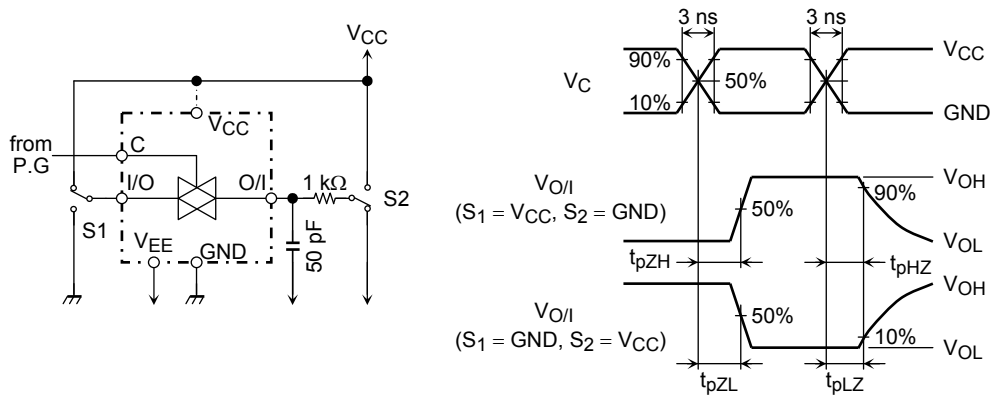 VCC
VCC
from
P.G
C
I/O
O/I
1 kΩ
S1
S2
VEE
GND
50 pF
3 ns
3 ns
VC
90%
10%
50%
VCC
GND
VO/I
(S1 = VCC, S2 = GND)
50%
90%
VOH
VOL
tpZH
tpHZ
VO/I
(S1 = GND, S2 = VCC)
50%
10%
VOH
VOL
tpZL
tpLZ